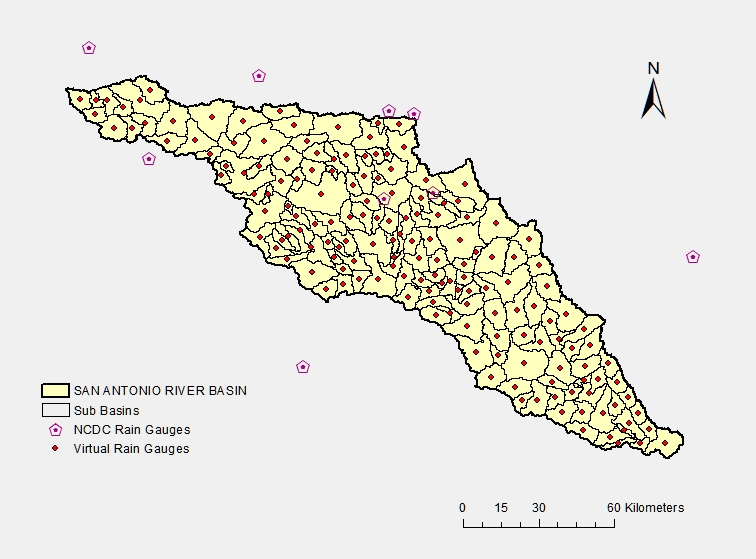 N
SAN ANTONIO RIVER BASIN
Sub Basins
NCDC Rain Gauges
Virtual Rain Gauges
0 15 30 60 Kilometers